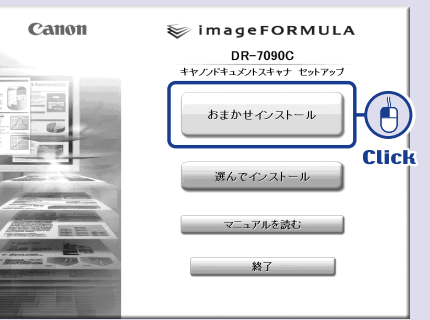 Canon
imageFORMULA
DR-7090C
キヤノンドキュメントスキャナ セットアップ
おまかせインストール
Click
選んでインストール
マニュアルを読む
終了